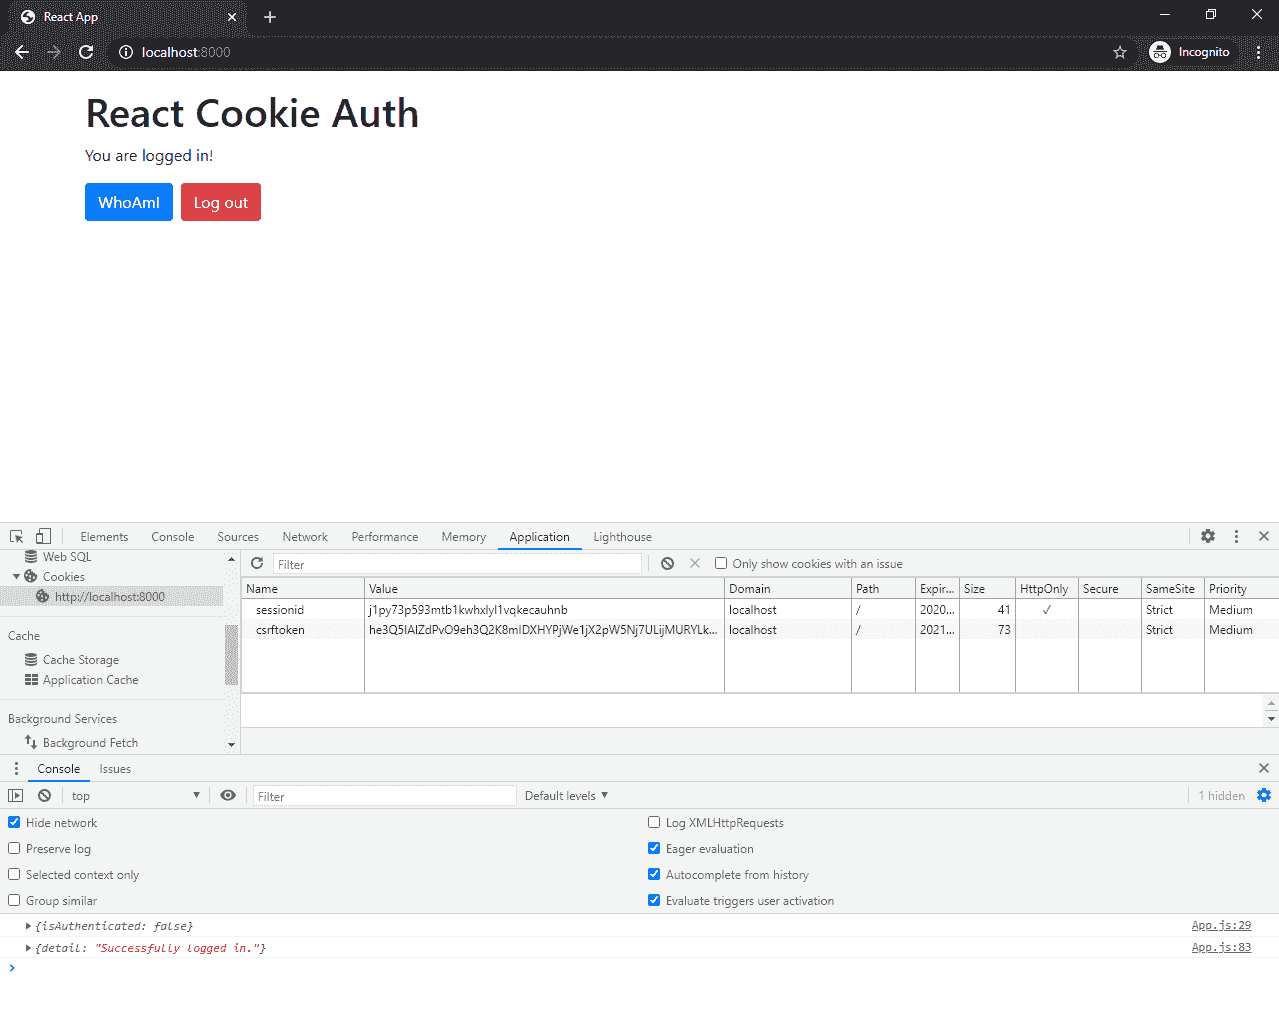 React App
localhost:8000
Incognito
React Cookie Auth
You are logged in!
WhoAmI Log out
Elements Console Sources Network Performance Memory Application Lighthouse
Web SQL
Cookies
http://localhost:8000
Cache
Cache Storage
Application Cache
Background Services
Background Fetch
Filter Only show cookies with an issue
Name Value Domain Path Expir... Size HttpOnly Secure SameSite Priority
sessionid j1py73p593mtb1kwhxlyl1vqkecauhnb localhost / 2020... 41 ✓ Strict Medium
csrftoken he3Q5IAIZdPvO9eh3Q2K8mIDXHYPjWe1jX2pW5Nj7ULijMURYLk... localhost / 2021... 73 Strict Medium
Console Issues
top Filter Default levels 1 hidden
Hide network Log XMLHttpRequests
Preserve log Eager evaluation
Selected context only Autocomplete from history
Group similar Evaluate triggers user activation
{isAuthenticated: false} App.js:29
{detail: "Successfully logged in."} App.js:83